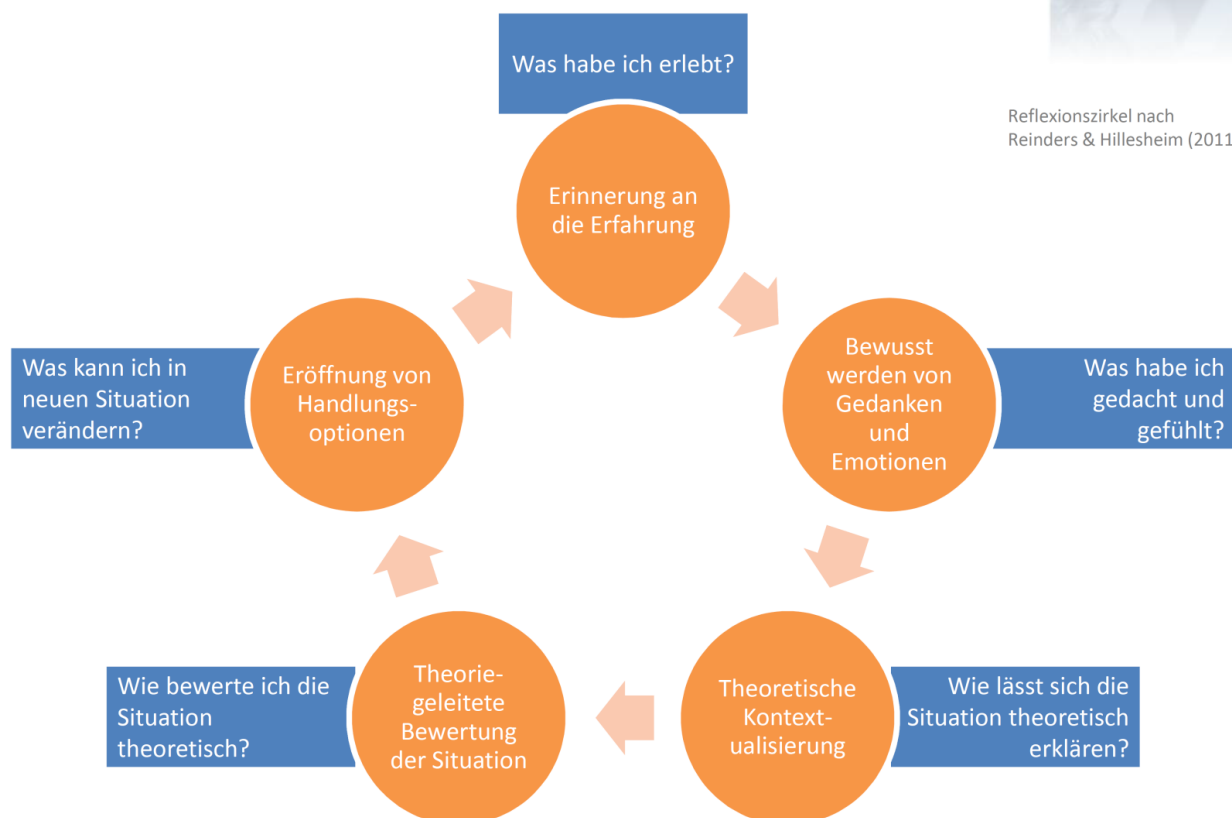 Was habe ich erlebt?
Reflexionszirkel nach
Reinders & Hillesheim (2011
Erinnerung an
die Erfahrung
Bewusst
werden von
Gedanken
und
Emotionen
Was habe ich
gedacht und
gefühlt?
Theoretische
Kontext-
ualisierung
Wie lässt sich die
Situation theoretisch
erklären?
Theorie-
geleitete
Bewertung
der Situation
Wie bewerte ich die
Situation
theoretisch?
Eröffnung von
Handlungs-
optionen
Was kann ich in
neuen Situation
verändern?